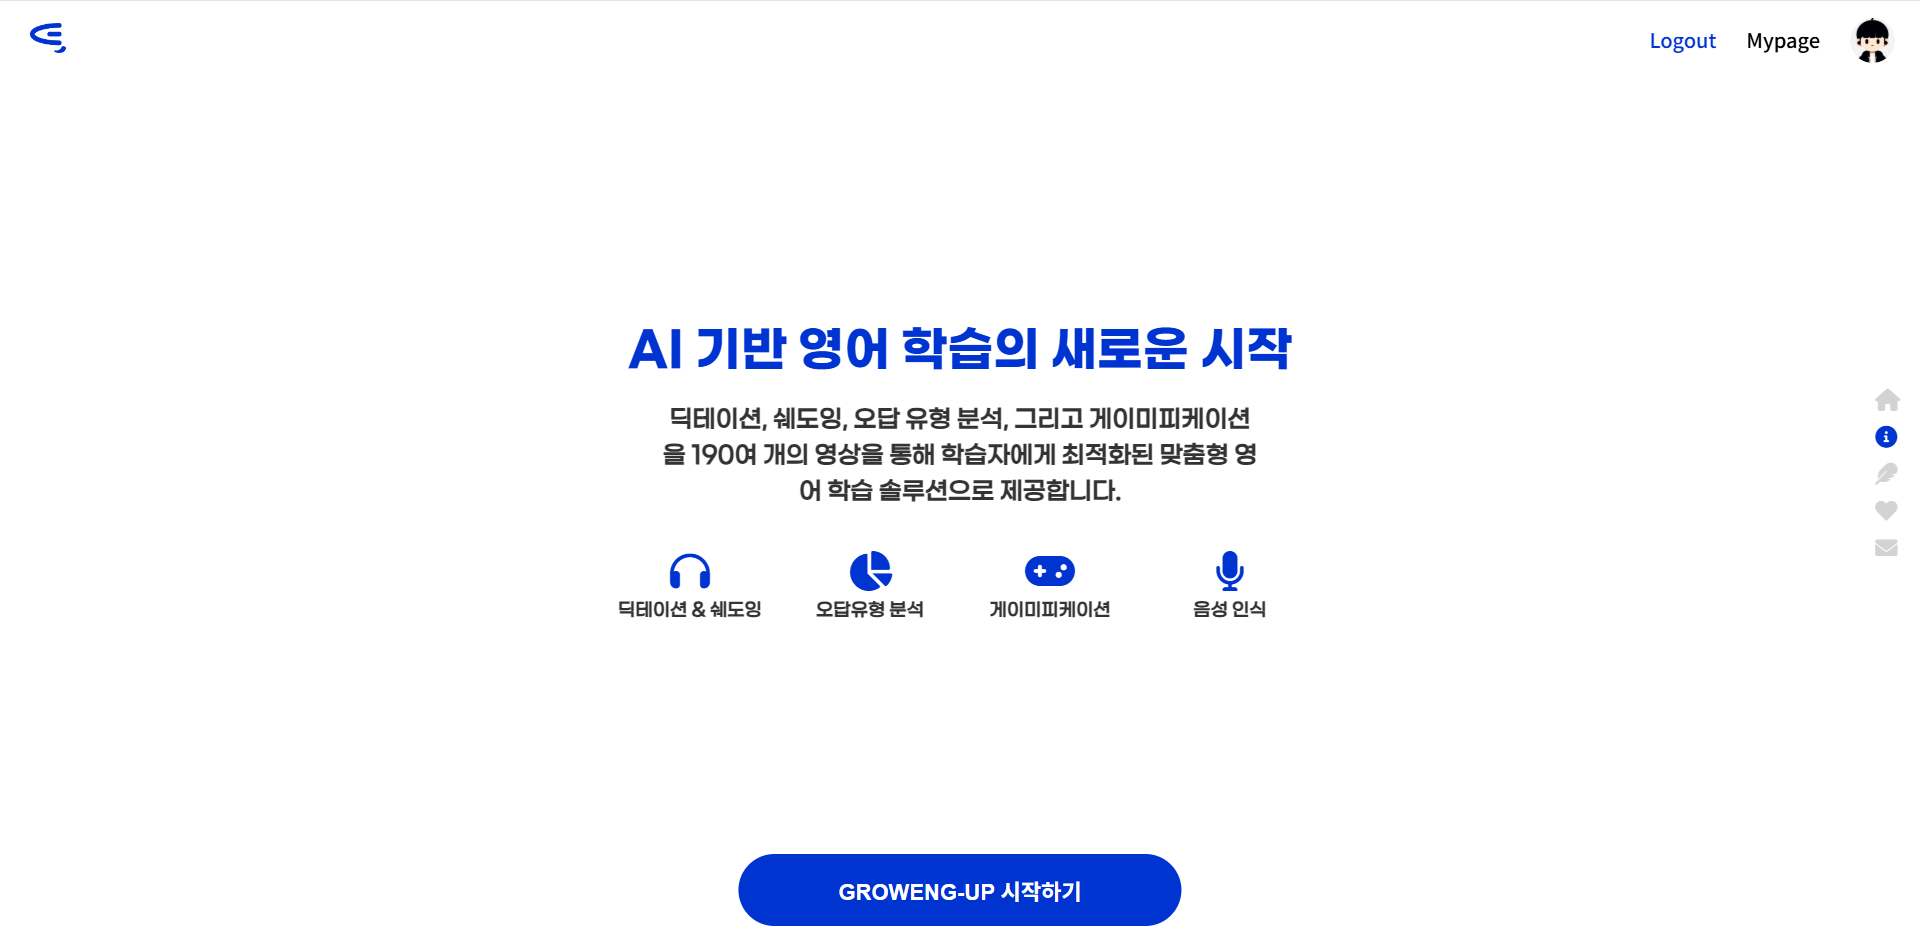 Logout Mypage
AI 기반 영어 학습의 새로운 시작
딕테이션, 쉐도잉, 오답 유형 분석, 그리고 게이미피케이션
을 190여 개의 영상을 통해 학습자에게 최적화된 맞춤형 영
어 학습 솔루션으로 제공합니다.
딕테이션 & 쉐도잉 오답유형 분석 게이미피케이션 음성 인식
GROWENG-UP 시작하기